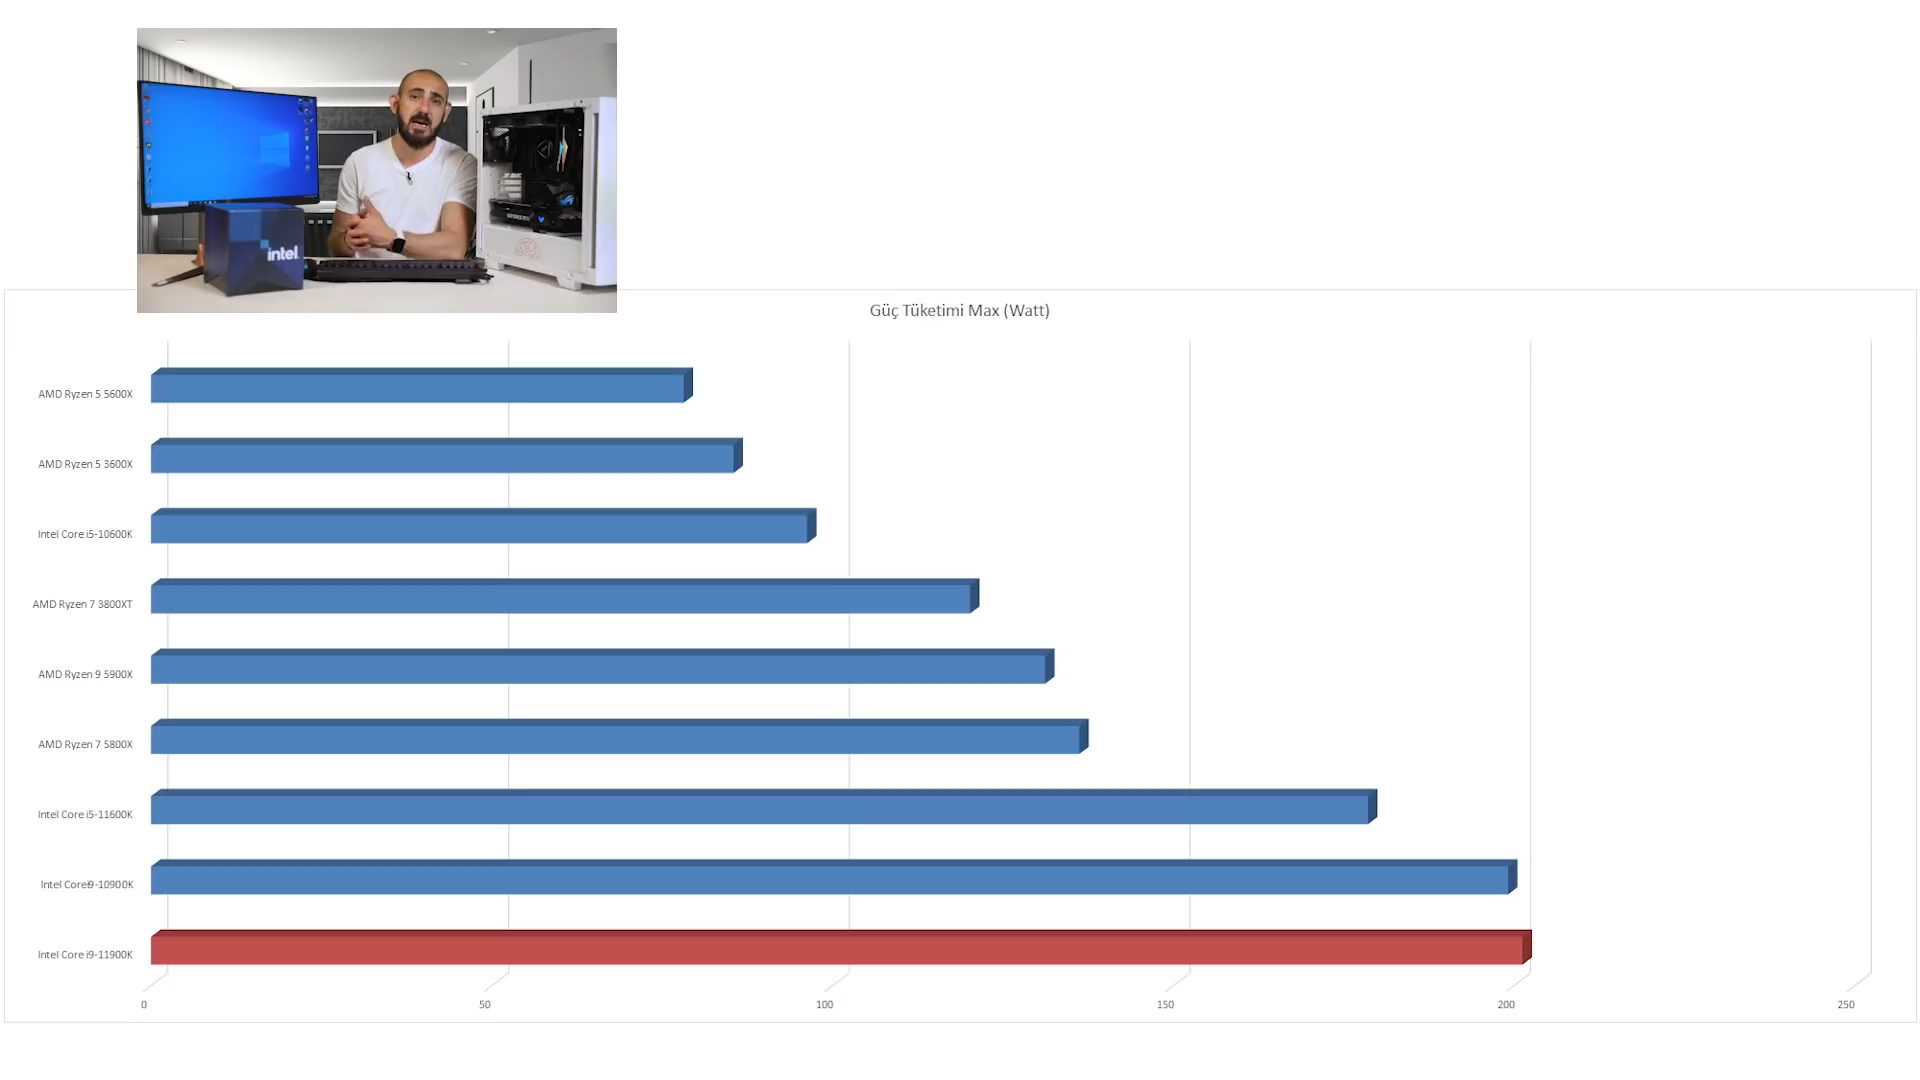 intel
GEFORCE RTX
Güç Tüketimi Max (Watt)
AMD Ryzen 5 5600X
AMD Ryzen 5 3600X
Intel Core i5-10600K
AMD Ryzen 7 3800XT
AMD Ryzen 9 5900X
AMD Ryzen 7 5800X
Intel Core i5-11600K
Intel Core i9-10900K
Intel Core i9-11900K
0 50 100 150 200 250